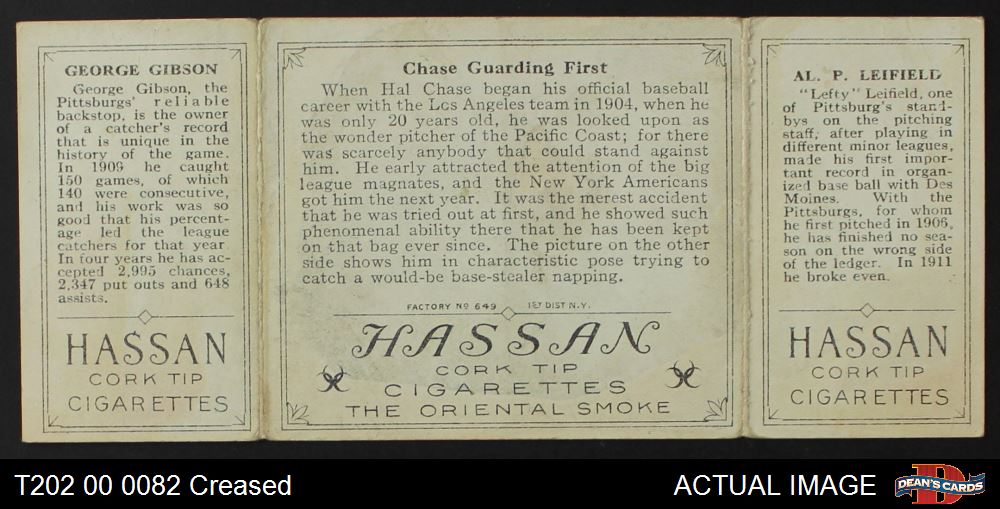 GEORGE GIBSON
George Gibson, the
Pittsburgs' reliable
backstop, is the owner
of a catcher's record
that is unique in the
history of the game.
In 1909 he caught
150 games, of which
140 were consecutive,
and his work was so
good that his percent-
age led the league
catchers for that year
In four years he has ac-
cepted 2,995 chances,
2,347 put outs and 648
assists.
HASSAN
CORK TIP
CIGARETTES
Chase Guarding First
When Hal Chase began his official baseball
career with the Los Angeles team in 1904, when he
was only 20 years old, he was looked upon as
the wonder pitcher of the Pacific Coast; for there
was scarcely anybody that could stand against
him. He early attracted the attention of the big
league magnates, and the New York Americans
got him the next year. It was the merest accident
that he was tried out at first, and he showed such
phenomenal ability there that he has been kept
on that bag ever since. The picture on the other
side shows him in characteristic pose trying to
catch a would-be base-stealer napping.
FACTORY No 649 1ST DIST N.Y.
HASSAN
CORK TIP
CIGARETTES
THE ORIENTAL SMOKE
AL. P. LEIFIELD
"Lefty" Leifield, one
of Pittsburg's stand-
bys on the pitching
staff, after playing in
different minor leagues,
made his first impor-
tant record in organ-
ized base ball with Des
Moines. With the
Pittsburgs, for whom
he first pitched in 1906,
he has finished no sea-
son on the wrong side
of the ledger. In 1911
he broke even.
HASSAN
CORK TIP
CIGARETTES
T202 00 0082 Creased
ACTUAL IMAGE
DEAN'S CARDS